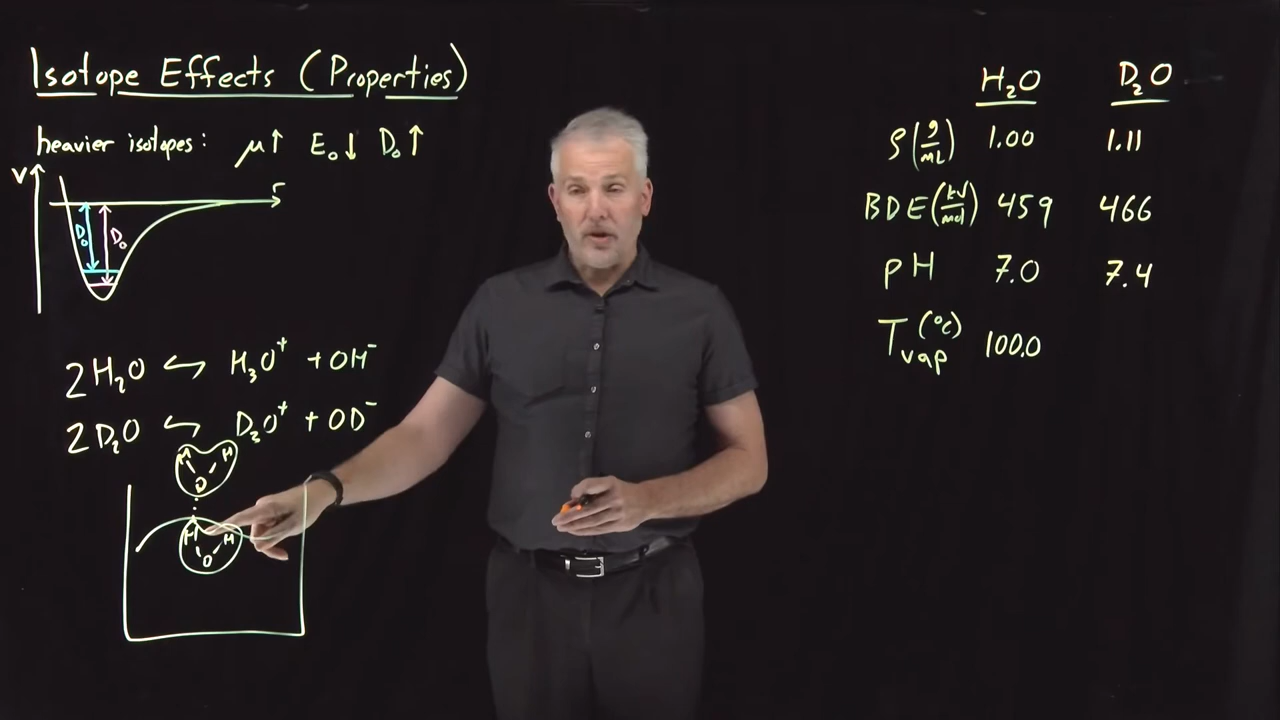 Isotope Effects (Properties)
heavier isotopes: μ↑ E₀↓ D₀↑
V
r
D₀ D₀
2H₂O ⇌ H₃O⁺ + OH⁻
2D₂O ⇌ D₃O⁺ + OD⁻
H H
O
H H
O
H₂O D₂O
ρ(g/mL) 1.00 1.11
BDE(kJ/mol) 459 466
pH 7.0 7.4
Tvap (°C) 100.0